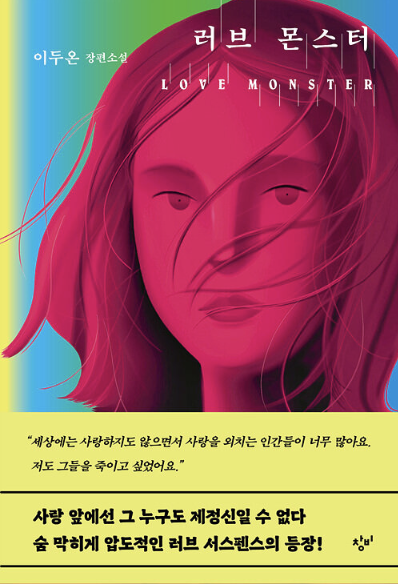 러브 몬스터
이두온 장편소설
LOVE MONSTER
“세상에는 사랑하지도 않으면서 사랑을 외치는 인간들이 너무 많아요.
저도 그들을 죽이고 싶었어요.”
사랑 앞에선 그 누구도 제정신일 수 없다
숨 막히게 압도적인 러브 서스펜스의 등장!
창비